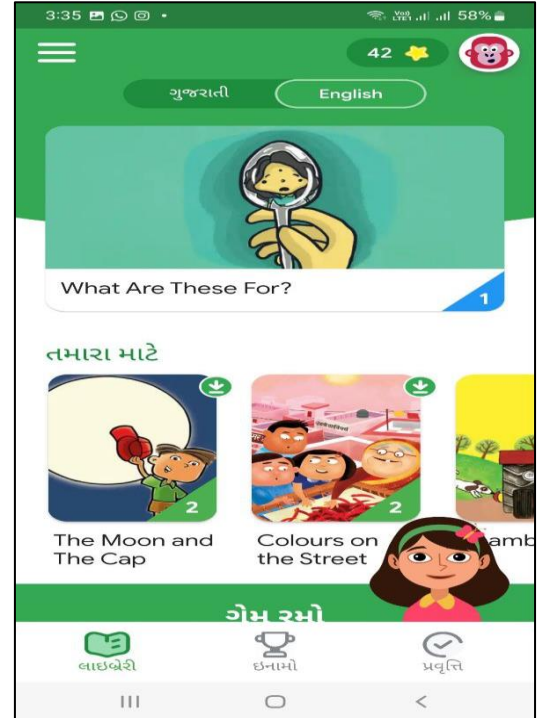 3:35 58%
42
ગુજરાતી English
What Are These For?
1
તમારા માટે
2 2
The Moon and The Cap
Colours on the Street
ગેમ રમો
લાઇબ્રેરી ઇનામો પ્રવૃત્તિ